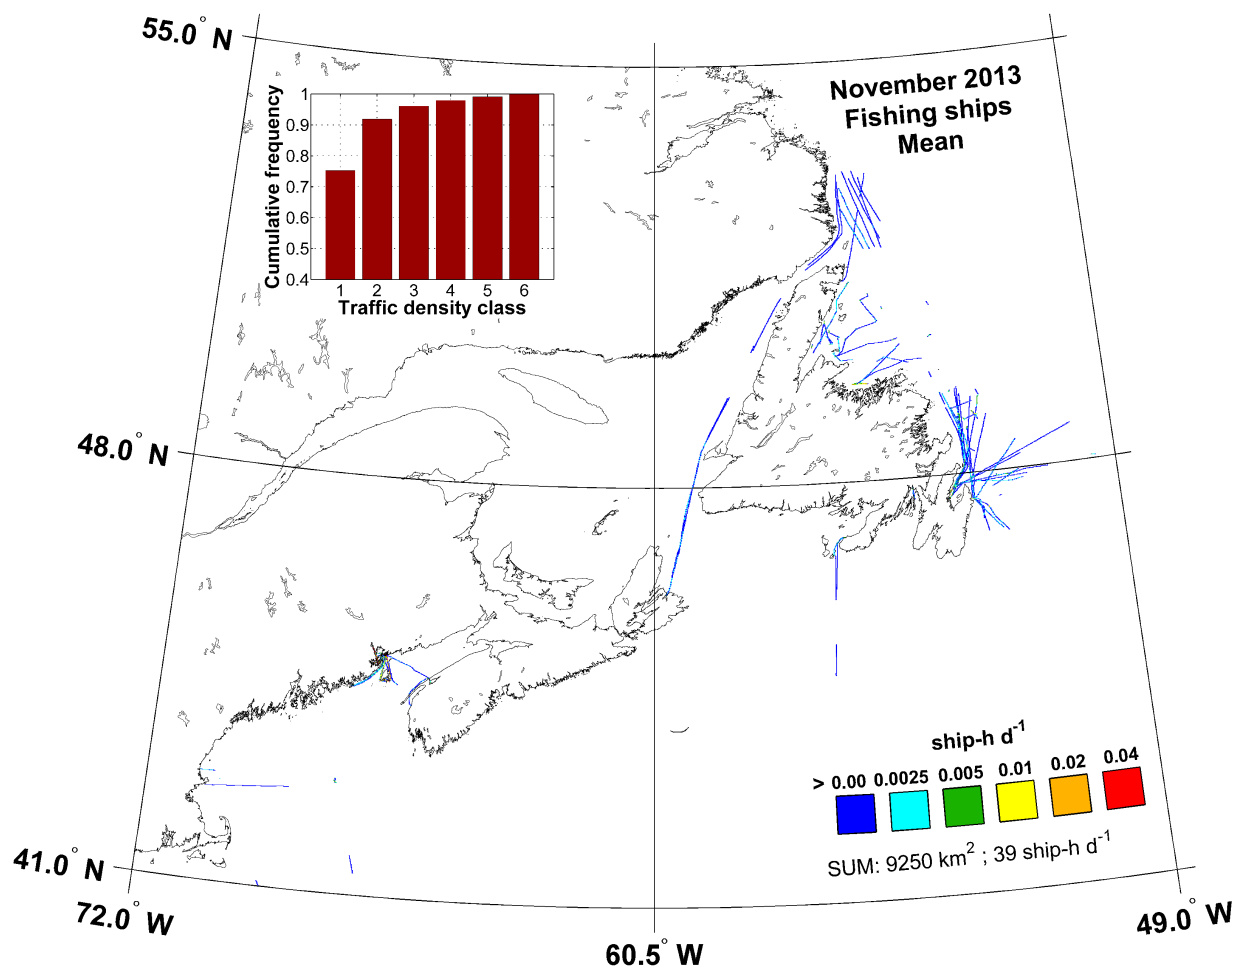 55.0° N
November 2013
Fishing ships
Mean
Cumulative frequency
1
0.9
0.8
0.7
0.6
0.5
0.4
1 2 3 4 5 6
Traffic density class
48.0° N
ship-h d-1
> 0.00 0.0025 0.005 0.01 0.02 0.04
SUM: 9250 km2 ; 39 ship-h d-1
41.0° N
72.0° W
60.5° W
49.0° W